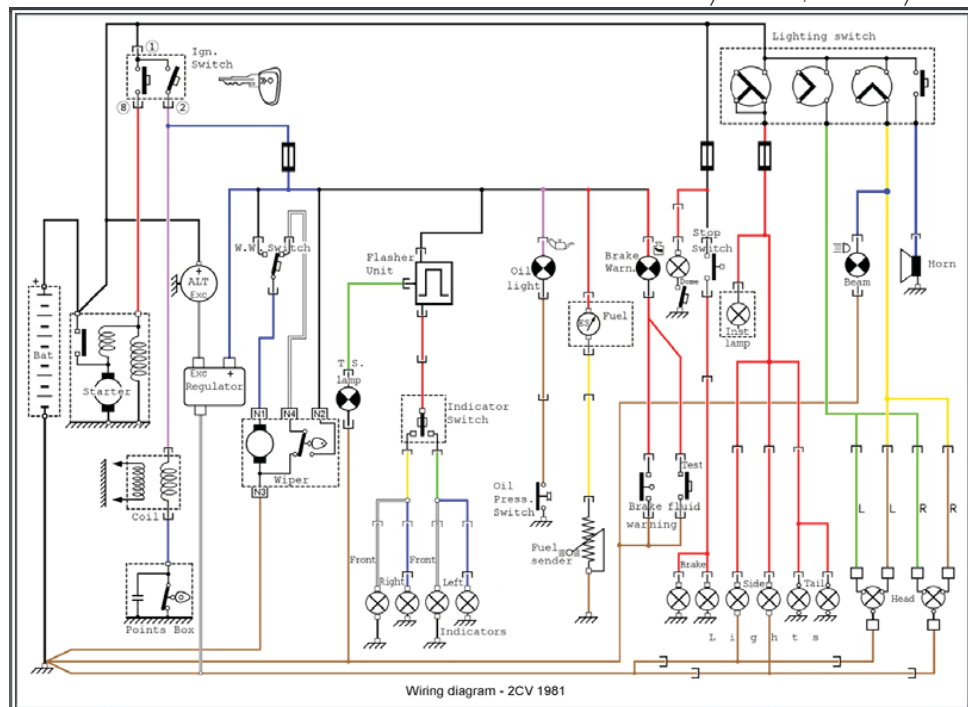 Lighting switch
①
Ign.
Switch
⑧
②
Stop
Switch
W.W Switch
Flasher
Unit
Oil
light
Brake
Warn.
Dome
Beam
Horn
+
ALT
Exc
Fuel
Inst
lamp
+
Bat
Starter
Exc
+
Regulator
T S.
lamp
N1
N4
N2
Indicator
Switch
Wiper
N3
Coil
Oil
Press.
Switch
Test
Brake fluid
warning
L
L
R
R
Fuel
sender
Front
Front
Right
Left
Brake
Side
Tail
Head
Points Box
Indicators
L i g h t s
Wiring diagram - 2CV 1981